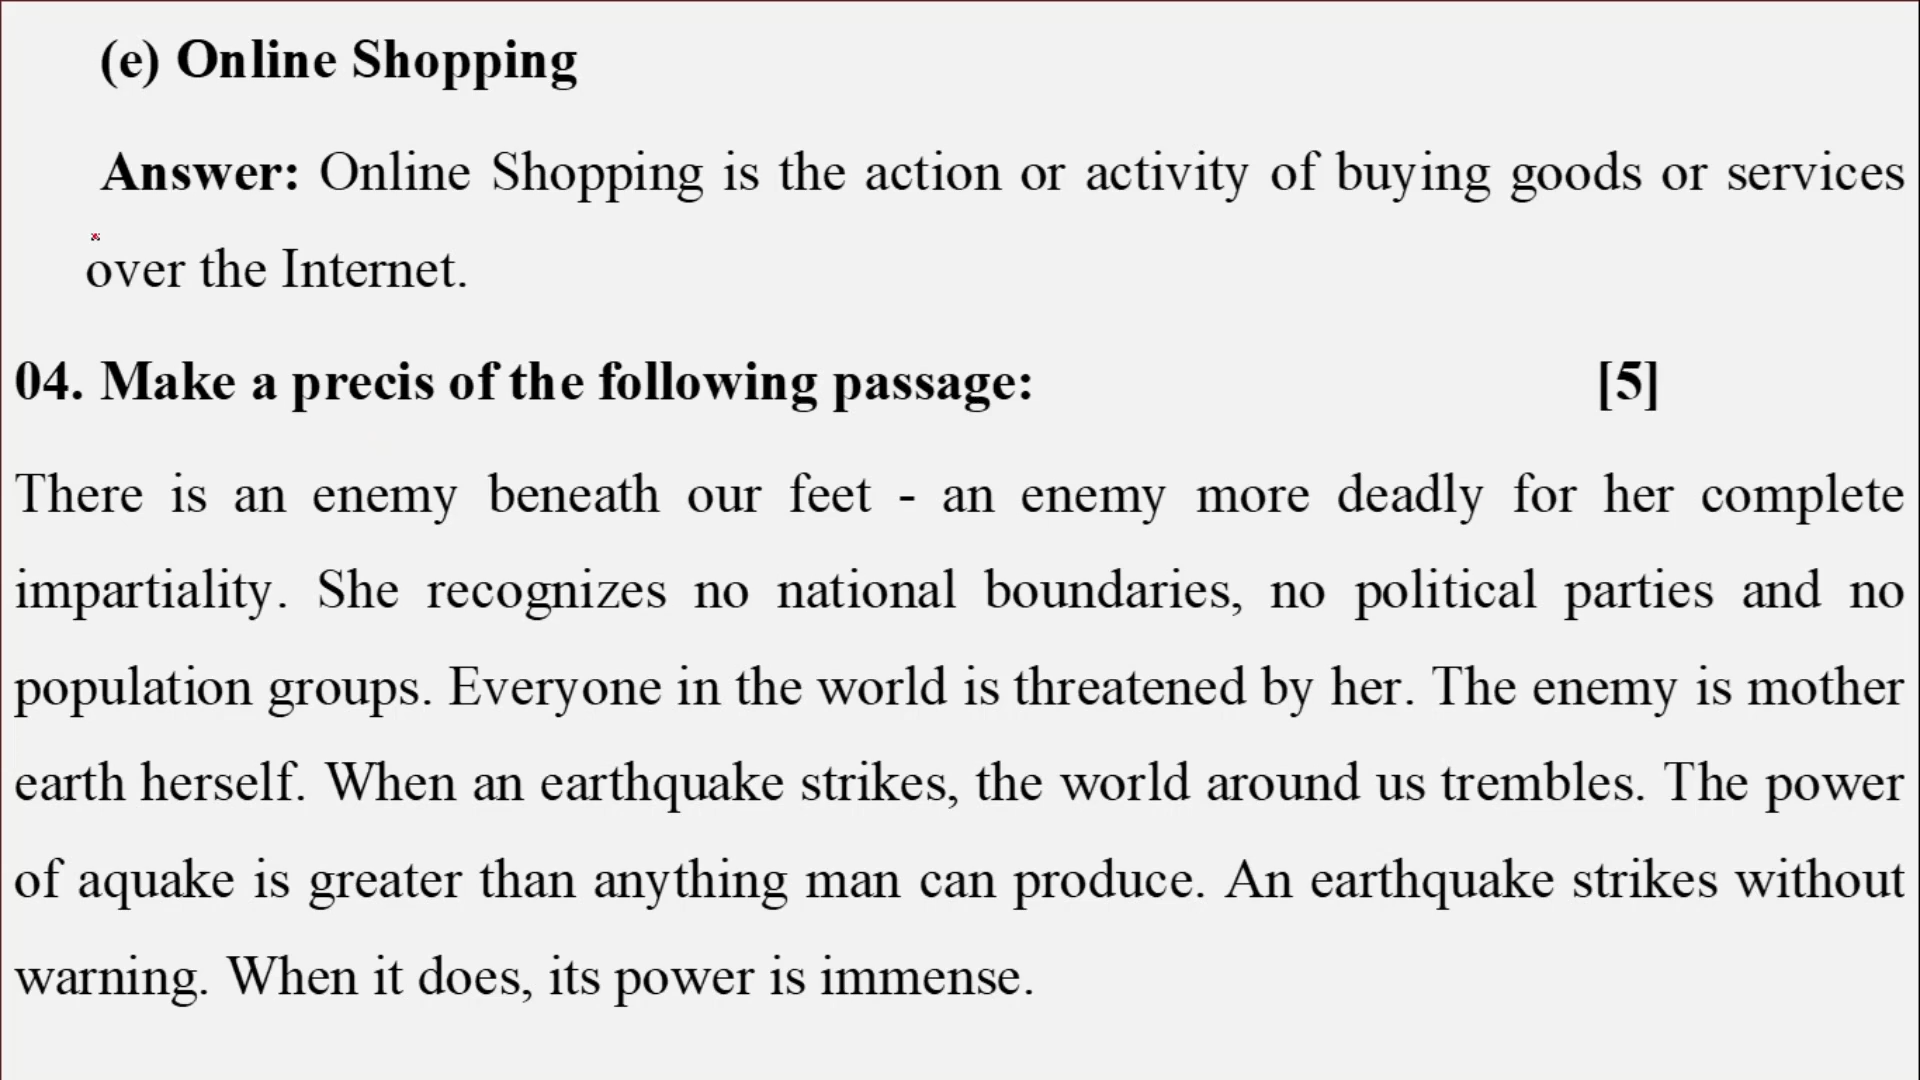 (e) Online Shopping
Answer: Online Shopping is the action or activity of buying goods or services
over the Internet.
04. Make a precis of the following passage: [5]
There is an enemy beneath our feet - an enemy more deadly for her complete
impartiality. She recognizes no national boundaries, no political parties and no
population groups. Everyone in the world is threatened by her. The enemy is mother
earth herself. When an earthquake strikes, the world around us trembles. The power
of aquake is greater than anything man can produce. An earthquake strikes without
warning. When it does, its power is immense.